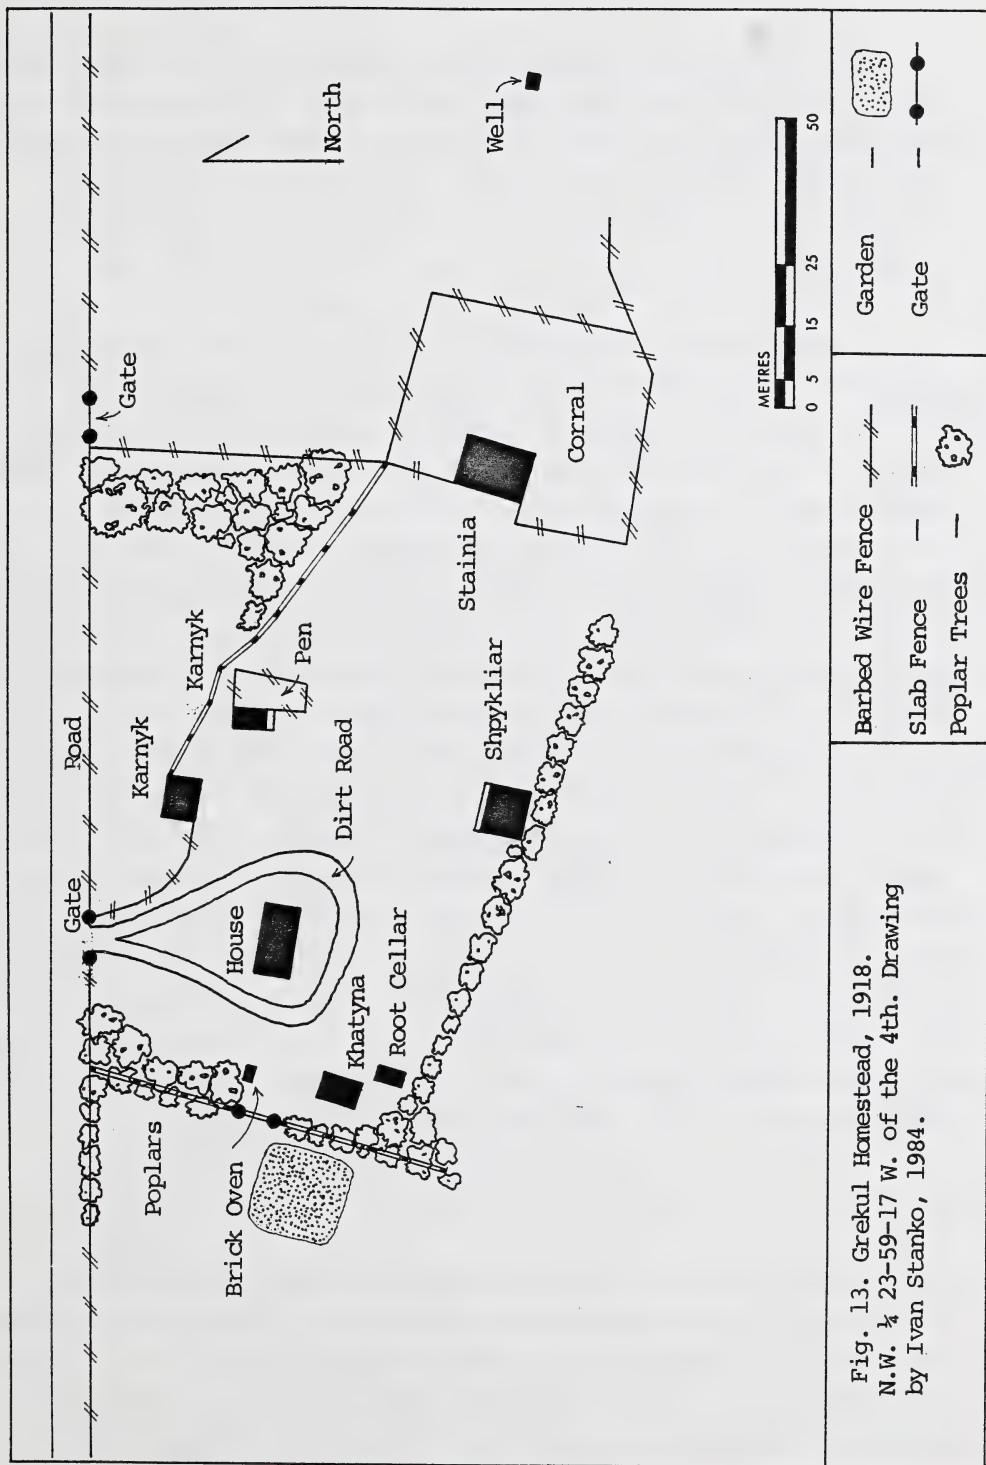 Gate
Road
Gate
Karnyk
Poplars
Karnyk
Brick Oven
House
Pen
North
Dirt Road
Khatyna
Root Cellar
Stainia
Shpykliar
Well
Corral
METRES
0 5 15 25 50
Fig. 13. Grekul Homestead, 1918.
N.W. ¼ 23-59-17 W. of the 4th. Drawing
by Ivan Stanko, 1984.
Barbed Wire Fence
Slab Fence —
Poplar Trees —
Garden —
Gate —